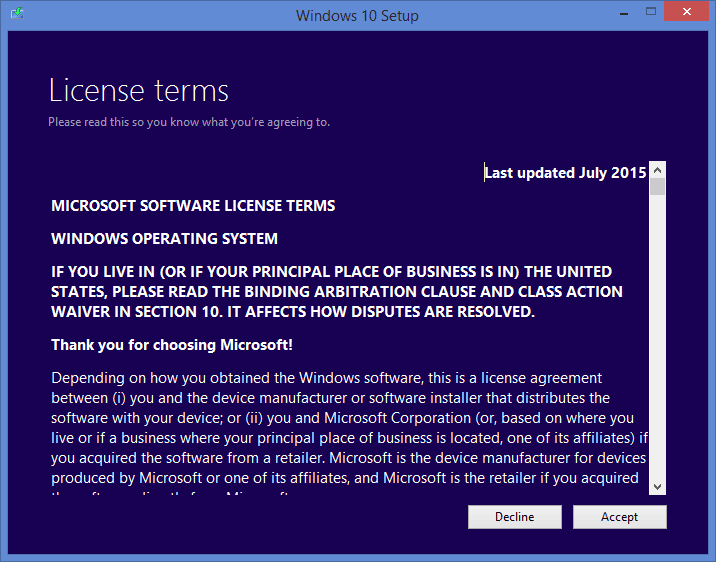 Windows 10 Setup
License terms
Please read this so you know what you're agreeing to.
Last updated July 2015
MICROSOFT SOFTWARE LICENSE TERMS
WINDOWS OPERATING SYSTEM
IF YOU LIVE IN (OR IF YOUR PRINCIPAL PLACE OF BUSINESS IS IN) THE UNITED
STATES, PLEASE READ THE BINDING ARBITRATION CLAUSE AND CLASS ACTION
WAIVER IN SECTION 10. IT AFFECTS HOW DISPUTES ARE RESOLVED.
Thank you for choosing Microsoft!
Depending on how you obtained the Windows software, this is a license agreement
between (i) you and the device manufacturer or software installer that distributes the
software with your device; or (ii) you and Microsoft Corporation (or, based on where you
live or if a business where your principal place of business is located, one of its affiliates) if
you acquired the software from a retailer. Microsoft is the device manufacturer for devices
produced by Microsoft or one of its affiliates, and Microsoft is the retailer if you acquired
Decline
Accept